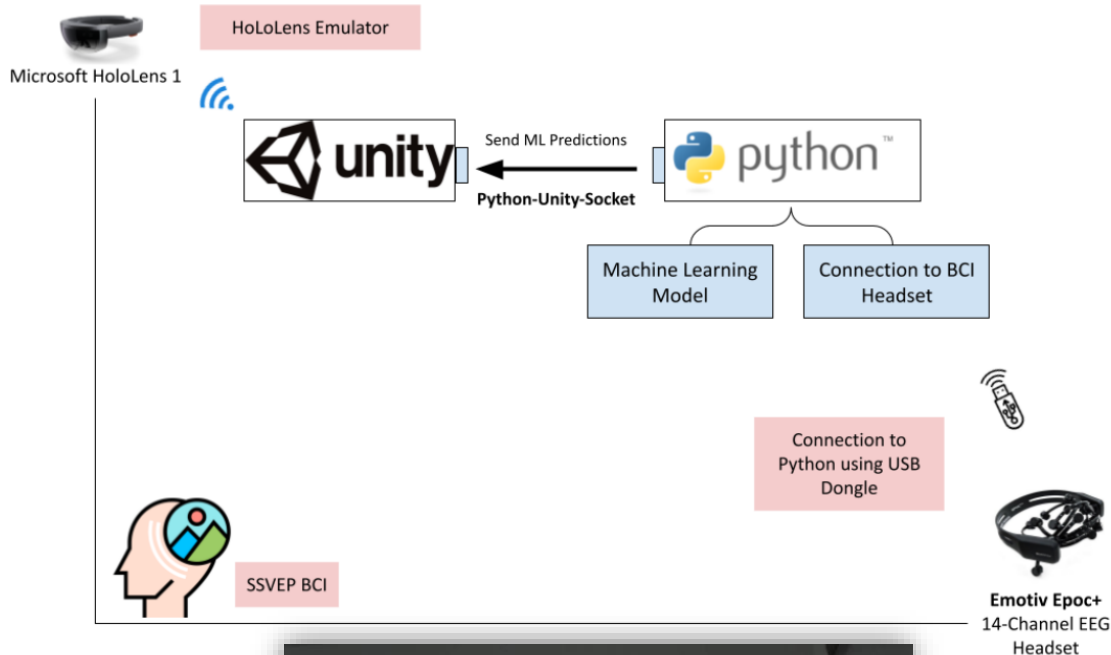 HoLoLens Emulator
Microsoft HoloLens 1
unity
Send ML Predictions
Python-Unity-Socket
python™
Machine Learning
Model
Connection to BCI
Headset
Connection to
Python using USB
Dongle
SSVEP BCI
Emotiv Epoc+
14-Channel EEG
Headset